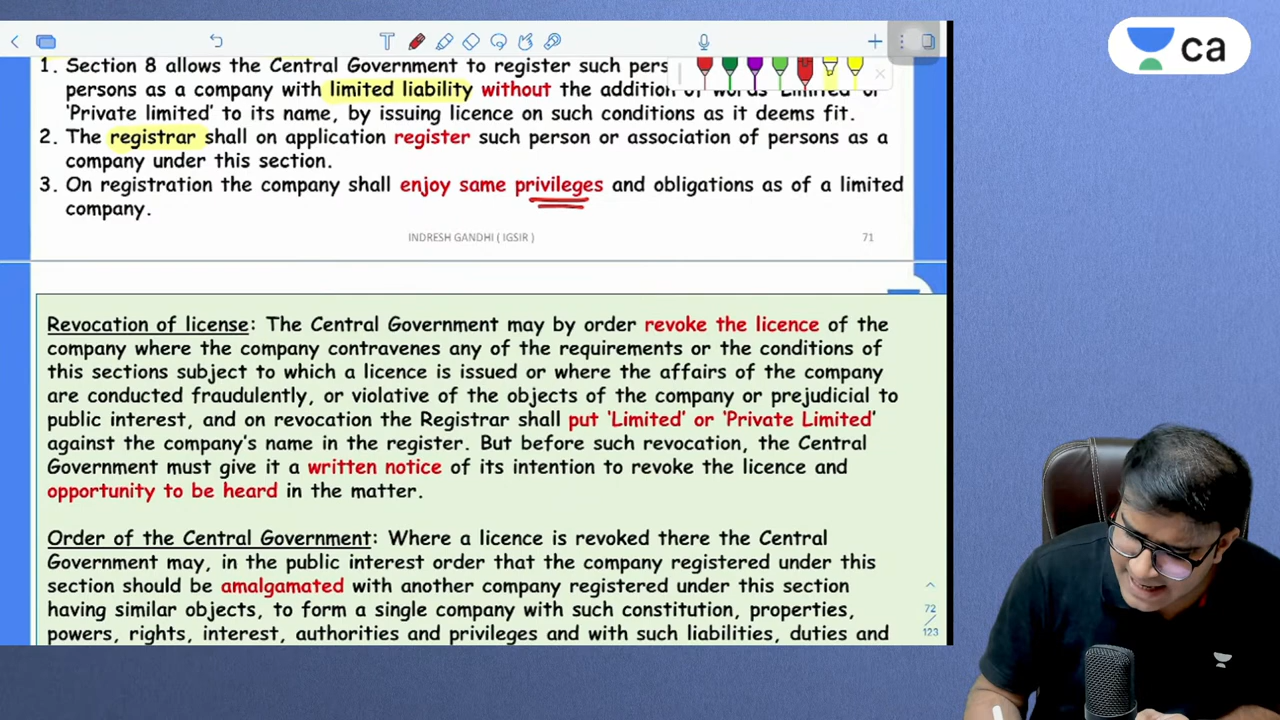 ca
1. Section 8 allows the Central Government to register such
persons as a company with limited liability without the addition
'Private limited' to its name, by issuing licence on such conditions as it deems fit.
2. The registrar shall on application register such person or association of persons as a
company under this section.
3. On registration the company shall enjoy same privileges and obligations as of a limited
company.
INDRESH GANDHI ( IGSIR ) 71
Revocation of license: The Central Government may by order revoke the licence of the
company where the company contravenes any of the requirements or the conditions of
this sections subject to which a licence is issued or where the affairs of the company
are conducted fraudulently, or violative of the objects of the company or prejudicial to
public interest, and on revocation the Registrar shall put 'Limited' or 'Private Limited'
against the company's name in the register. But before such revocation, the Central
Government must give it a written notice of its intention to revoke the licence and
opportunity to be heard in the matter.
Order of the Central Government: Where a licence is revoked there the Central
Government may, in the public interest order that the company registered under this
section should be amalgamated with another company registered under this section
having similar objects, to form a single company with such constitution, properties,
powers, rights, interest, authorities and privileges and with such liabilities, duties and
72
/
123